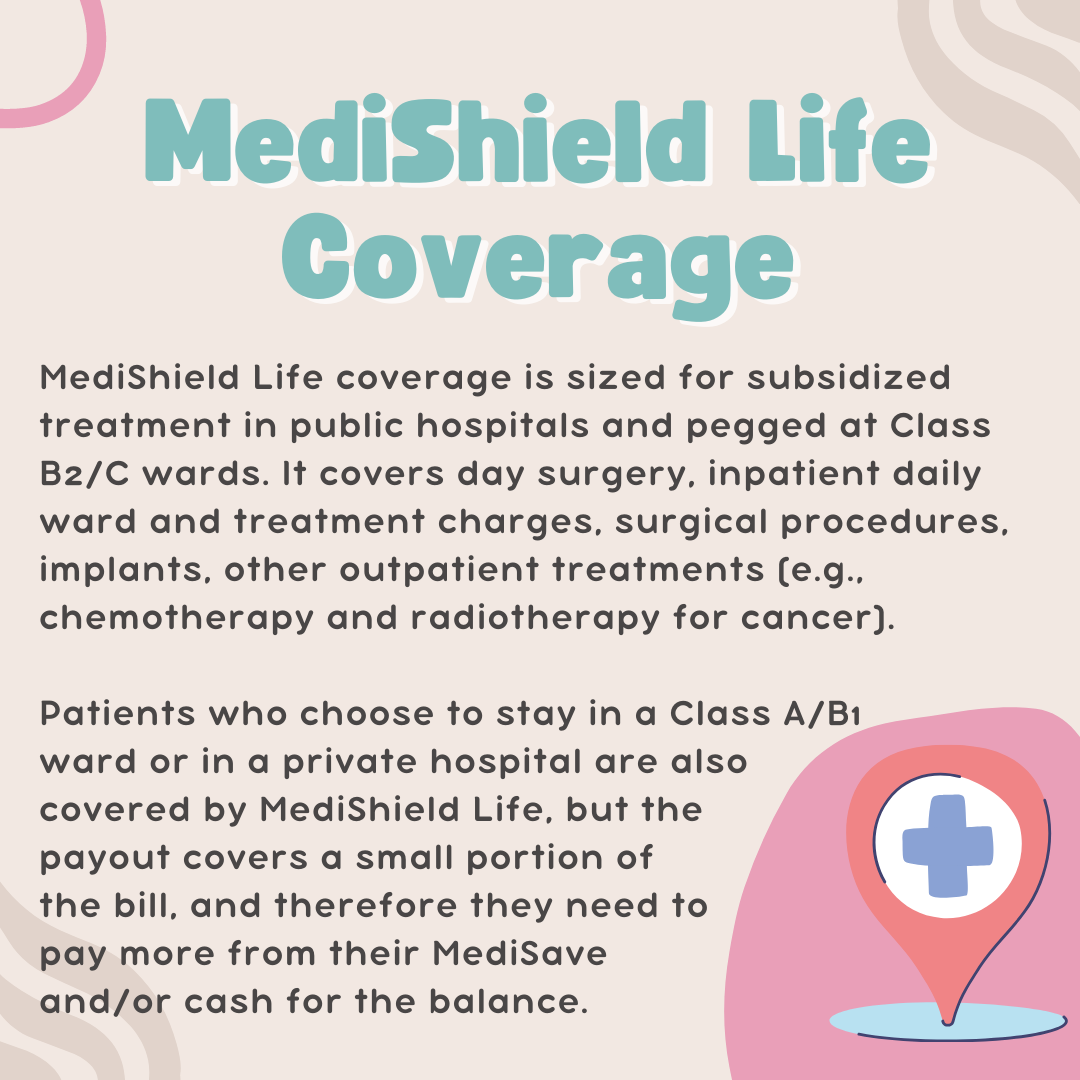 MediShield Life
Coverage
MediShield Life coverage is sized for subsidized
treatment in public hospitals and pegged at Class
B2/C wards. It covers day surgery, inpatient daily
ward and treatment charges, surgical procedures,
implants, other outpatient treatments (e.g.,
chemotherapy and radiotherapy for cancer).
Patients who choose to stay in a Class A/B1
ward or in a private hospital are also
covered by MediShield Life, but the
payout covers a small portion of
the bill, and therefore they need to
pay more from their MediSave
and/or cash for the balance.